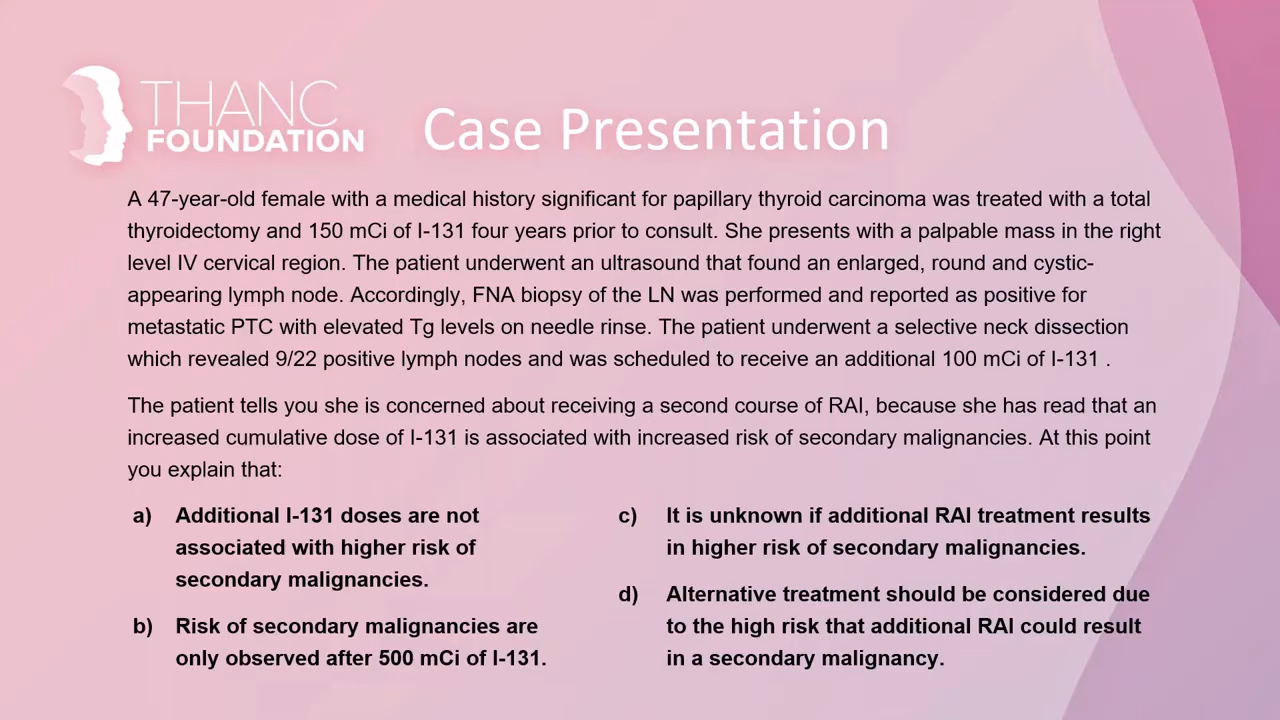 THANC
FOUNDATION
Case Presentation
A 47-year-old female with a medical history significant for papillary thyroid carcinoma was treated with a total
thyroidectomy and 150 mCi of I-131 four years prior to consult. She presents with a palpable mass in the right
level IV cervical region. The patient underwent an ultrasound that found an enlarged, round and cystic-
appearing lymph node. Accordingly, FNA biopsy of the LN was performed and reported as positive for
metastatic PTC with elevated Tg levels on needle rinse. The patient underwent a selective neck dissection
which revealed 9/22 positive lymph nodes and was scheduled to receive an additional 100 mCi of I-131 .
The patient tells you she is concerned about receiving a second course of RAI, because she has read that an
increased cumulative dose of I-131 is associated with increased risk of secondary malignancies. At this point
you explain that:
a) Additional I-131 doses are not
associated with higher risk of
secondary malignancies.
b) Risk of secondary malignancies are
only observed after 500 mCi of I-131.
c) It is unknown if additional RAI treatment results
in higher risk of secondary malignancies.
d) Alternative treatment should be considered due
to the high risk that additional RAI could result
in a secondary malignancy.